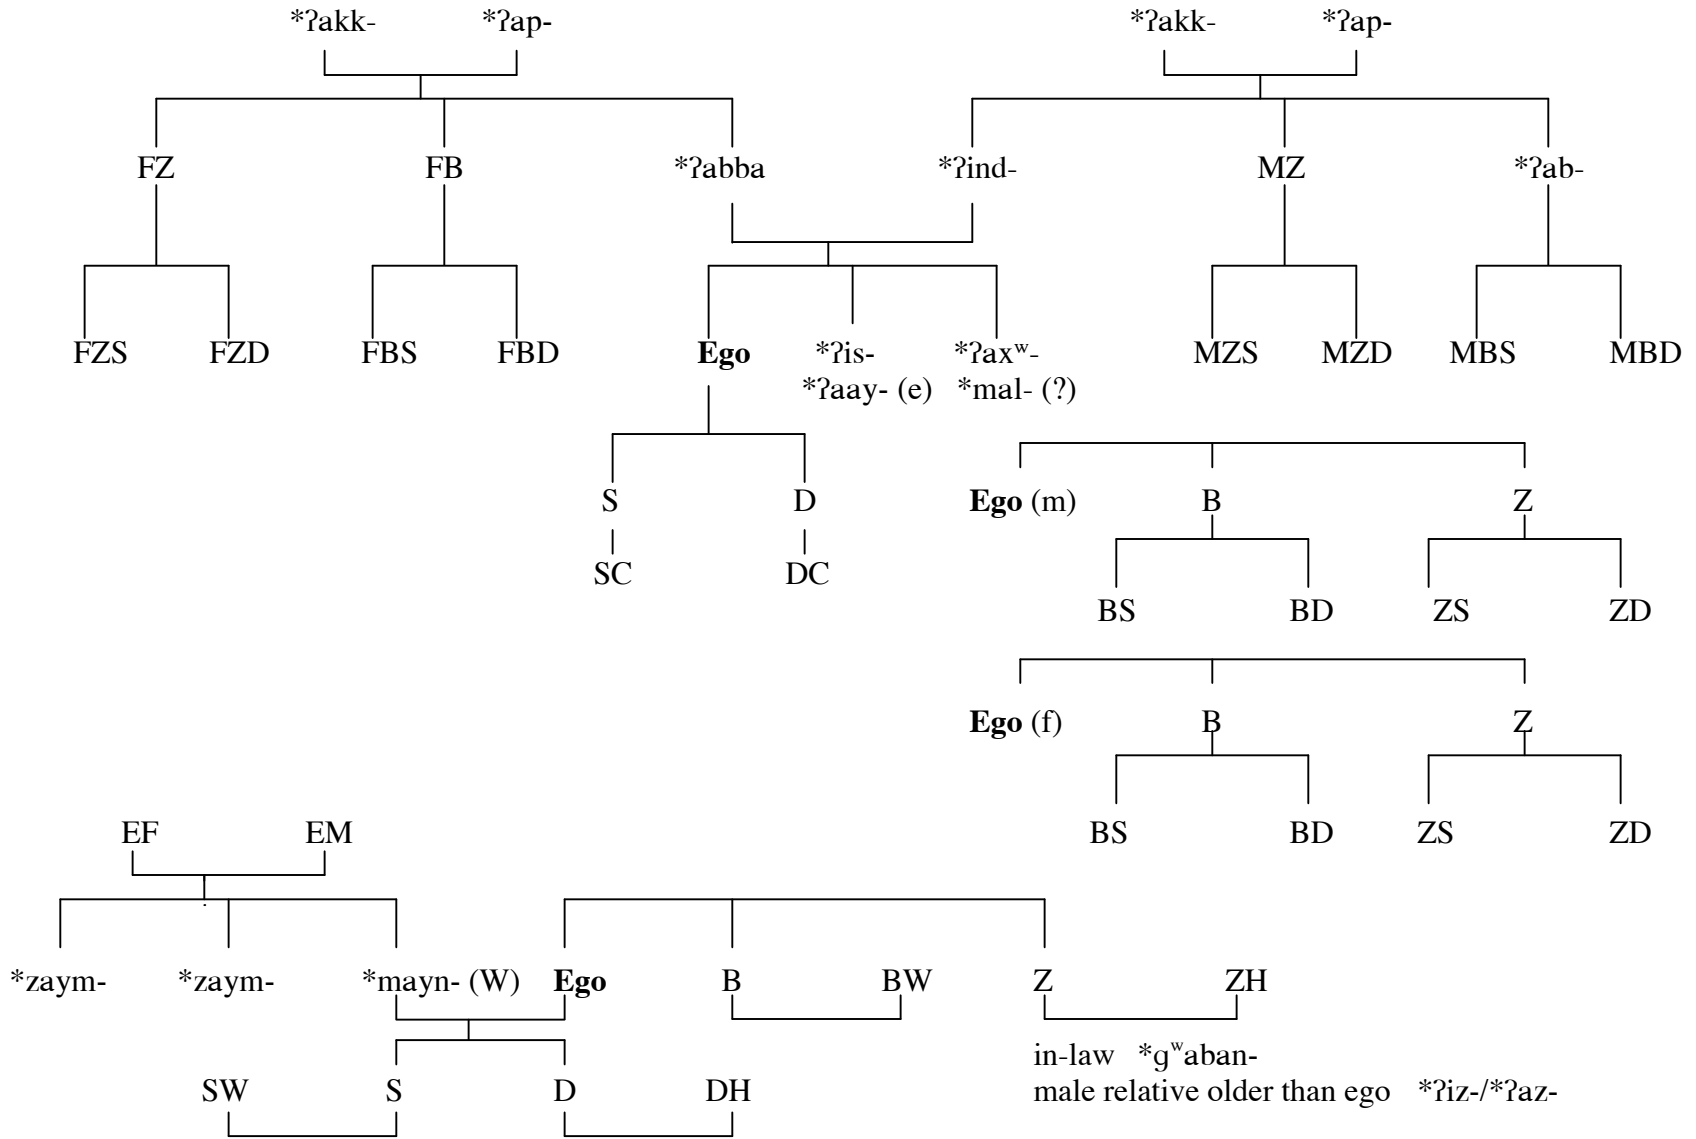 *ʔakk- *ʔap- *ʔakk- *ʔap-
FZ FB *ʔabba *ʔind- MZ *ʔab-
FZS FZD FBS FBD Ego *ʔis- *ʔaxʷ- MZS MZD MBS MBD
*ʔaay- (e) *mal- (?)
S D Ego (m) B Z
SC DC
BS BD ZS ZD
Ego (f) B Z
EF EM BS BD ZS ZD
*zaym- *zaym- *mayn- (W) Ego B BW Z ZH
in-law *gʷaban-
SW S D DH male relative older than ego *ʔiz-/*ʔaz-